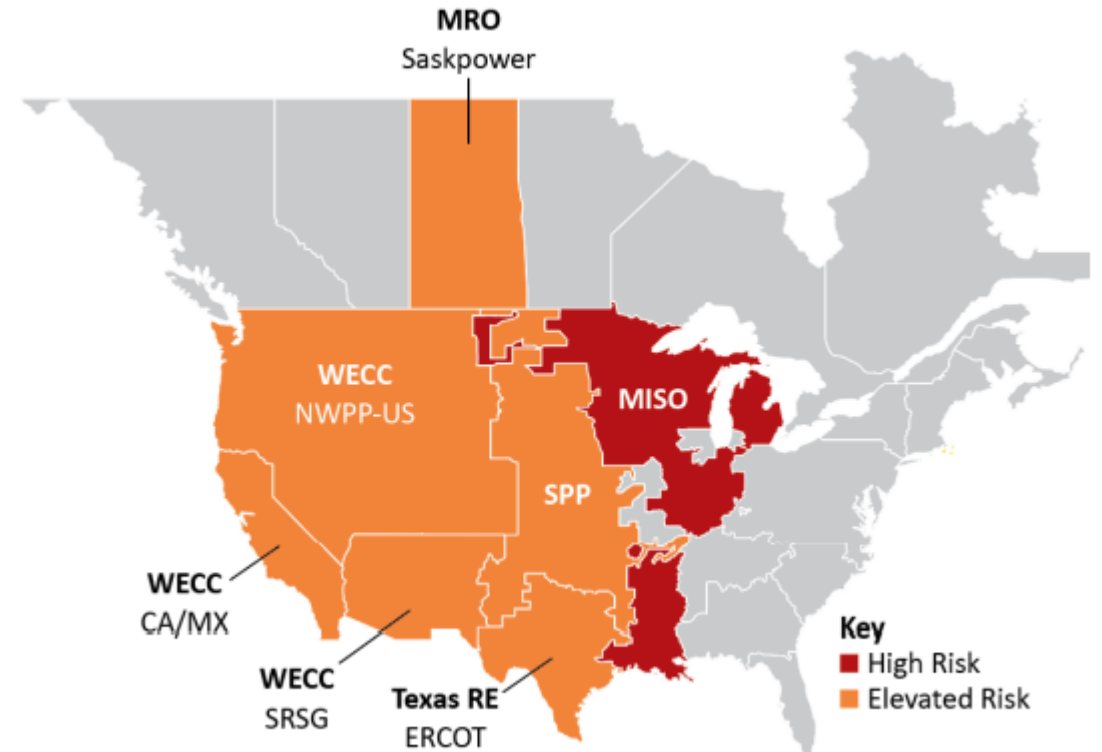 MRO
Saskpower
WECC
NWPP-US
MISO
SPP
WECC
CA/MX
WECC
SRSG
Texas RE
ERCOT
Key
High Risk
Elevated Risk